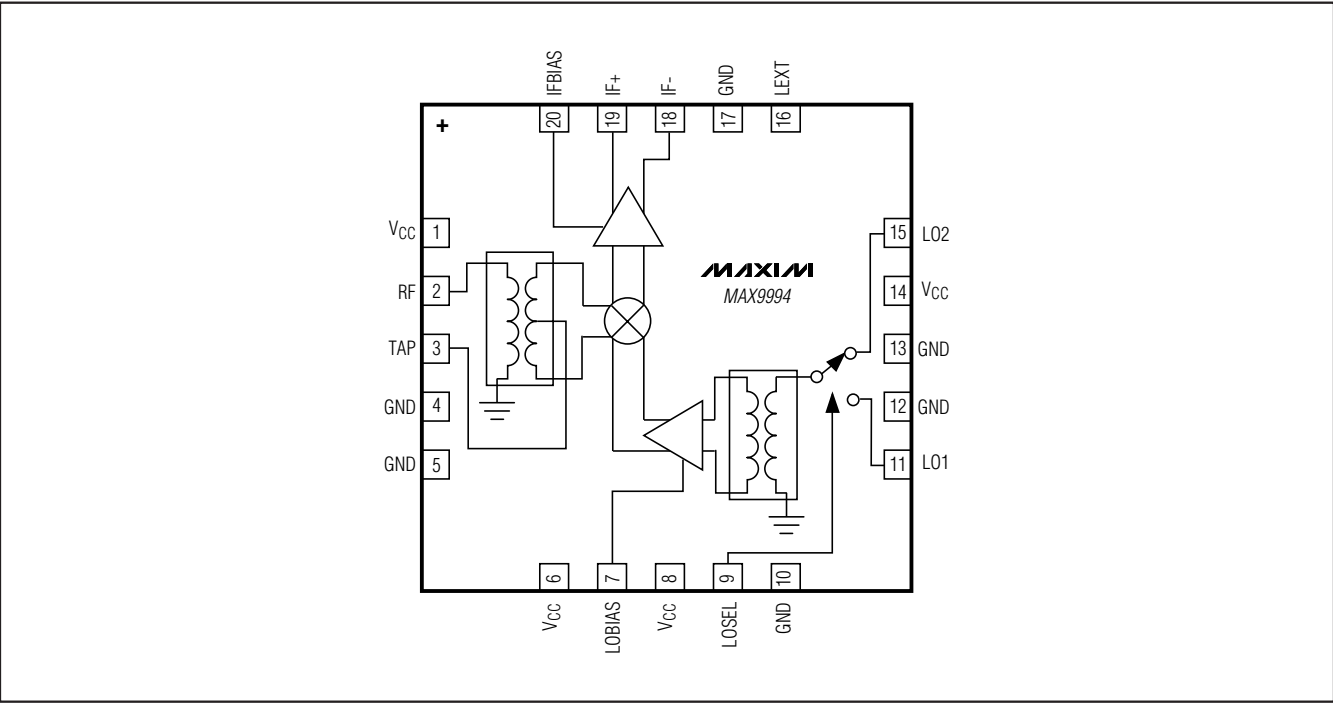 IFBIAS
IF+
IF-
GND
LEXT
20
19
18
17
16
+
VCC 1
RF 2
TAP 3
GND 4
GND 5
MAXIM
MAX9994
15 LO2
14 VCC
13 GND
12 GND
11 LO1
6
7
8
9
10
VCC
LOBIAS
VCC
LOSEL
GND